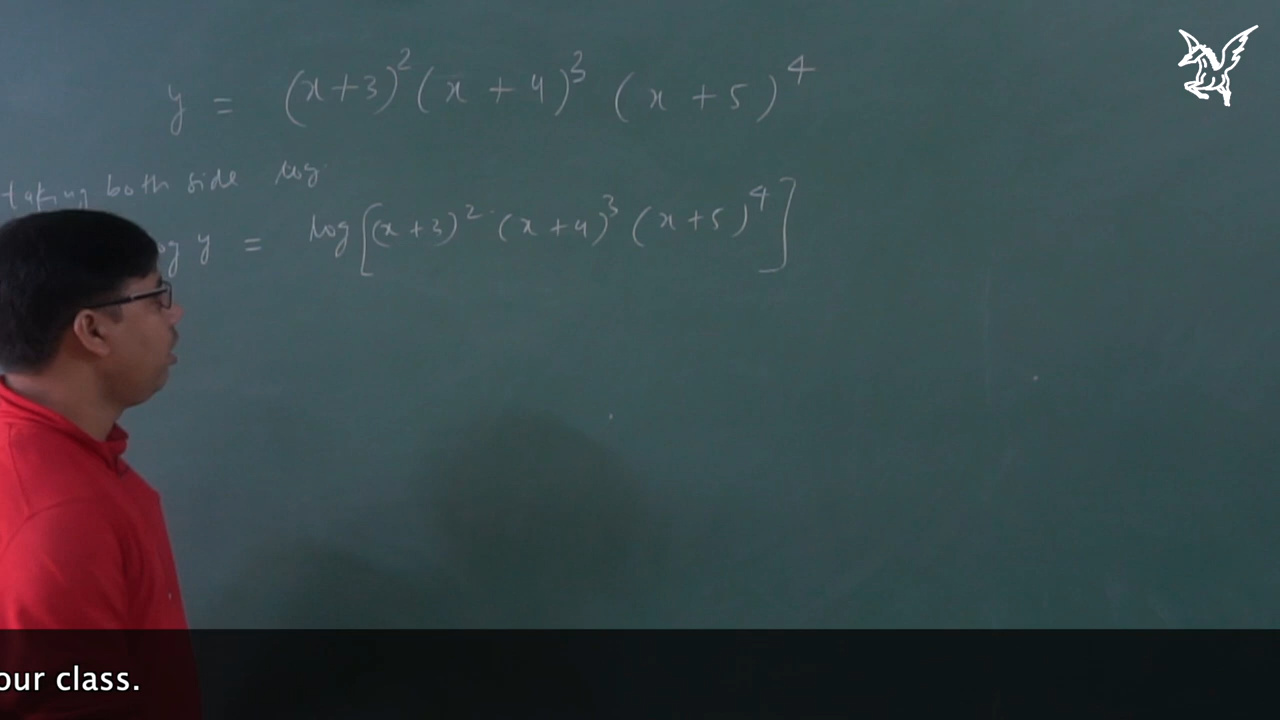 y = (x+3)² (x + 4)³ (x + 5)⁴
taking both side log
og y = log[(x+3)² · (x+4)³ (x+5)⁴]
our class.